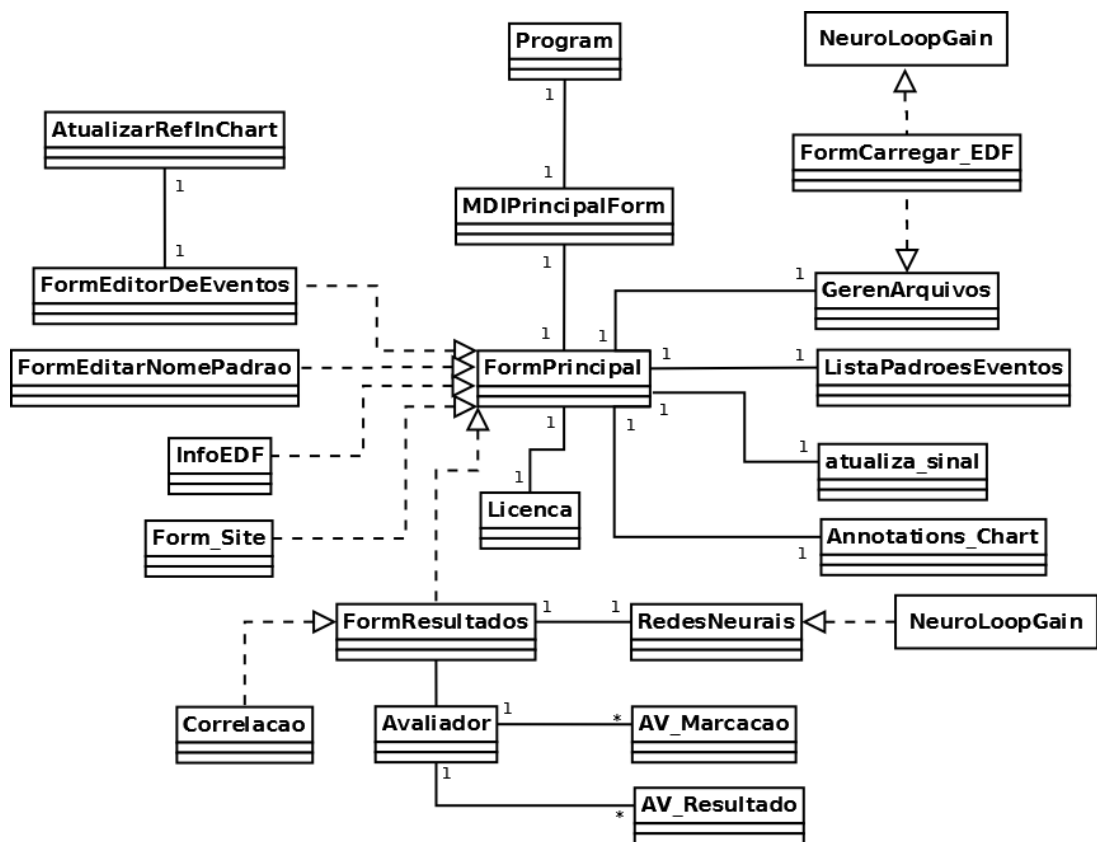 Program
NeuroLoopGain
1
AtualizarRefInChart
FormCarregar_EDF
1
1
MDIPrincipalForm
1
1
FormEditorDeEventos
1
GerenArquivos
1
1
FormEditarNomePadrao
FormPrincipal
1
1
ListaPadroesEventos
1
1
1
1
InfoEDF
atualiza_sinal
1
Licenca
Form_Site
Annotations_Chart
1
FormResultados
1
1
RedesNeurais
NeuroLoopGain
Correlacao
Avaliador
1
*
AV_Marcacao
1
AV_Resultado
*